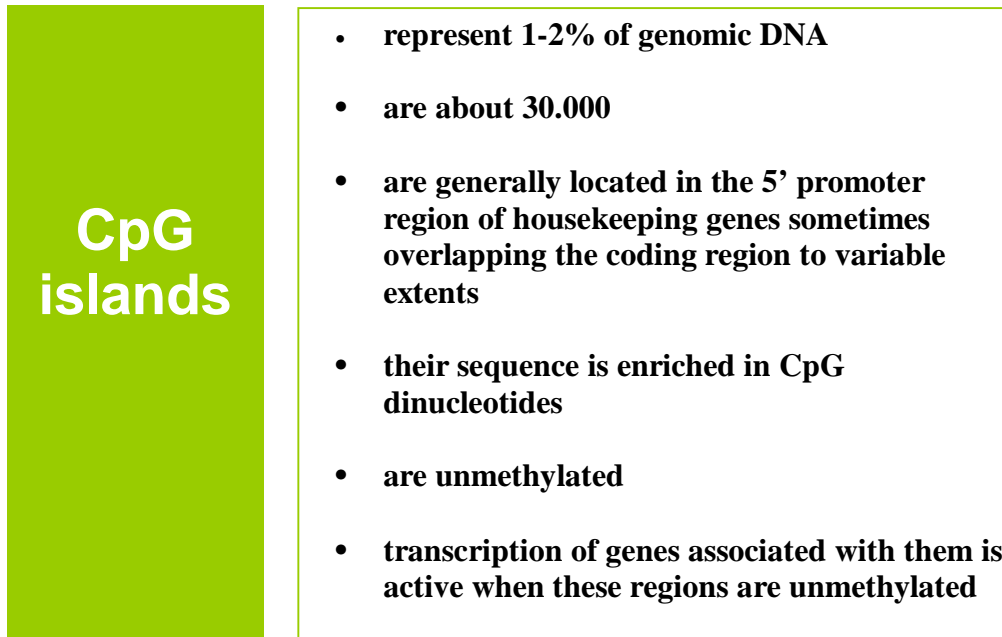 CpG
islands
• represent 1-2% of genomic DNA
• are about 30.000
• are generally located in the 5’ promoter
region of housekeeping genes sometimes
overlapping the coding region to variable
extents
• their sequence is enriched in CpG
dinucleotides
• are unmethylated
• transcription of genes associated with them is
active when these regions are unmethylated